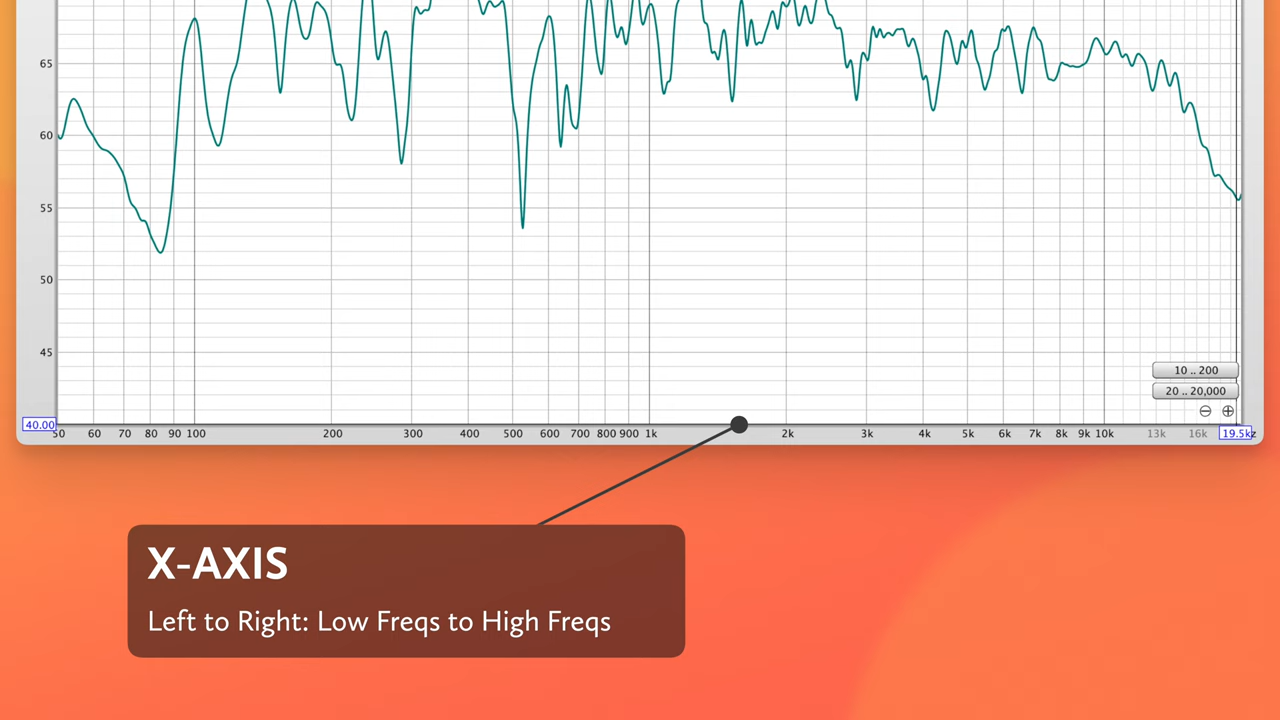 65
60
55
50
45
10 .. 200
20 .. 20,000
40.00
50 60 70 80 90 100 200 300 400 500 600 700 800 900 1k 2k 3k 4k 5k 6k 7k 8k 9k 10k 13k 16k 19.5kz
X-AXIS
Left to Right: Low Freqs to High Freqs